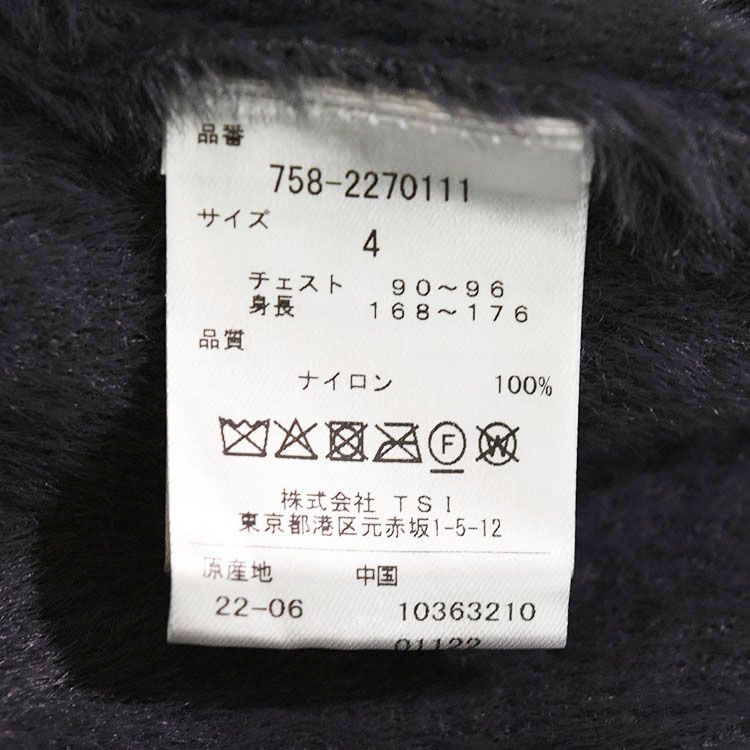 品番
758-2270111
サイズ
4
チェスト 90～96
身長 168～176
品質
ナイロン 100%
F W
株式会社 TSI
東京都港区元赤坂1-5-12
原産地 中国
22-06 10363210
01122